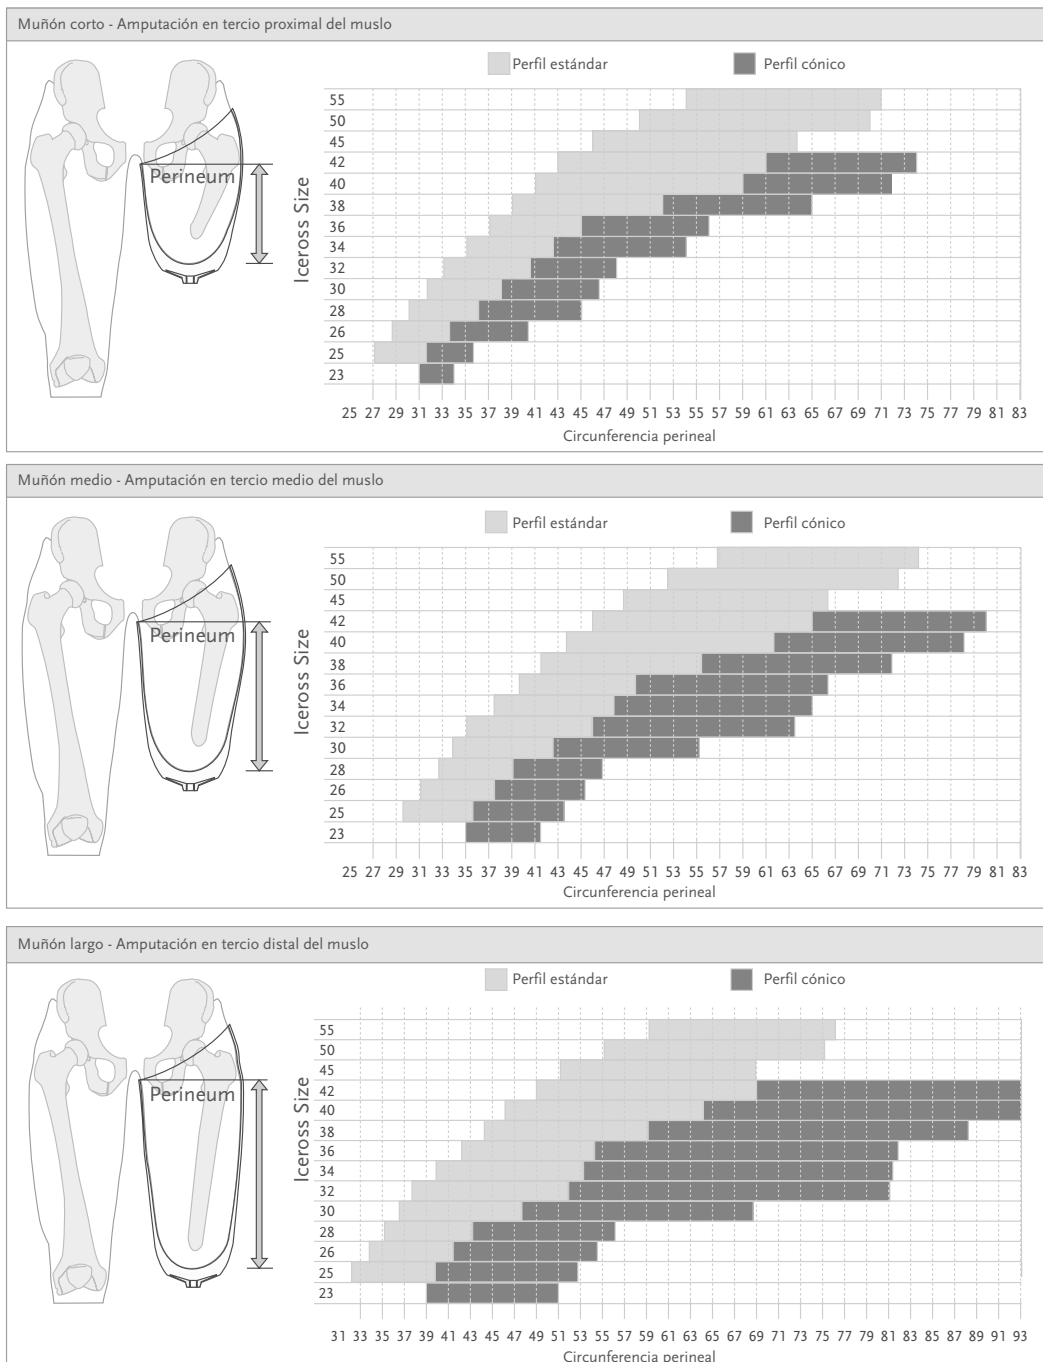 Muñón corto - Amputación en tercio proximal del muslo
Perfil estándar Perfil cónico
Perineum
Iceross Size
55
50
45
42
40
38
36
34
32
30
28
26
25
23
25 27 29 31 33 35 37 39 41 43 45 47 49 51 53 55 57 59 61 63 65 67 69 71 73 75 77 79 81 83
Circunferencia perineal
Muñón medio - Amputación en tercio medio del muslo
Perfil estándar Perfil cónico
Perineum
Iceross Size
55
50
45
42
40
38
36
34
32
30
28
26
25
23
25 27 29 31 33 35 37 39 41 43 45 47 49 51 53 55 57 59 61 63 65 67 69 71 73 75 77 79 81 83
Circunferencia perineal
Muñón largo - Amputación en tercio distal del muslo
Perfil estándar Perfil cónico
Perineum
Iceross Size
55
50
45
42
40
38
36
34
32
30
28
26
25
23
31 33 35 37 39 41 43 45 47 49 51 53 55 57 59 61 63 65 67 69 71 73 75 77 79 81 83 85 87 89 91 93
Circunferencia perineal